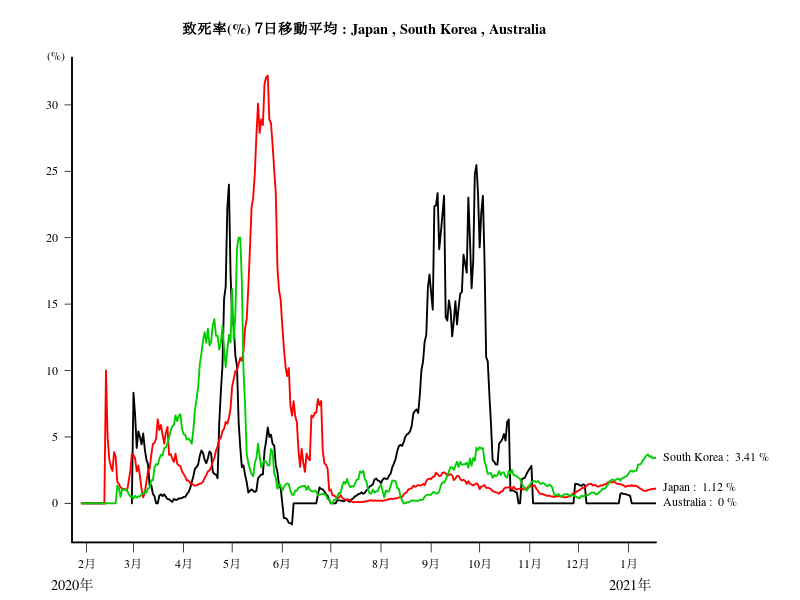 致死率(%) 7日移動平均 : Japan , South Korea , Australia
(%)
30
25
20
15
10
5
0
South Korea : 3.41 %
Japan : 1.12 %
Australia : 0 %
2月 3月 4月 5月 6月 7月 8月 9月 10月 11月 12月 1月
2020年 2021年